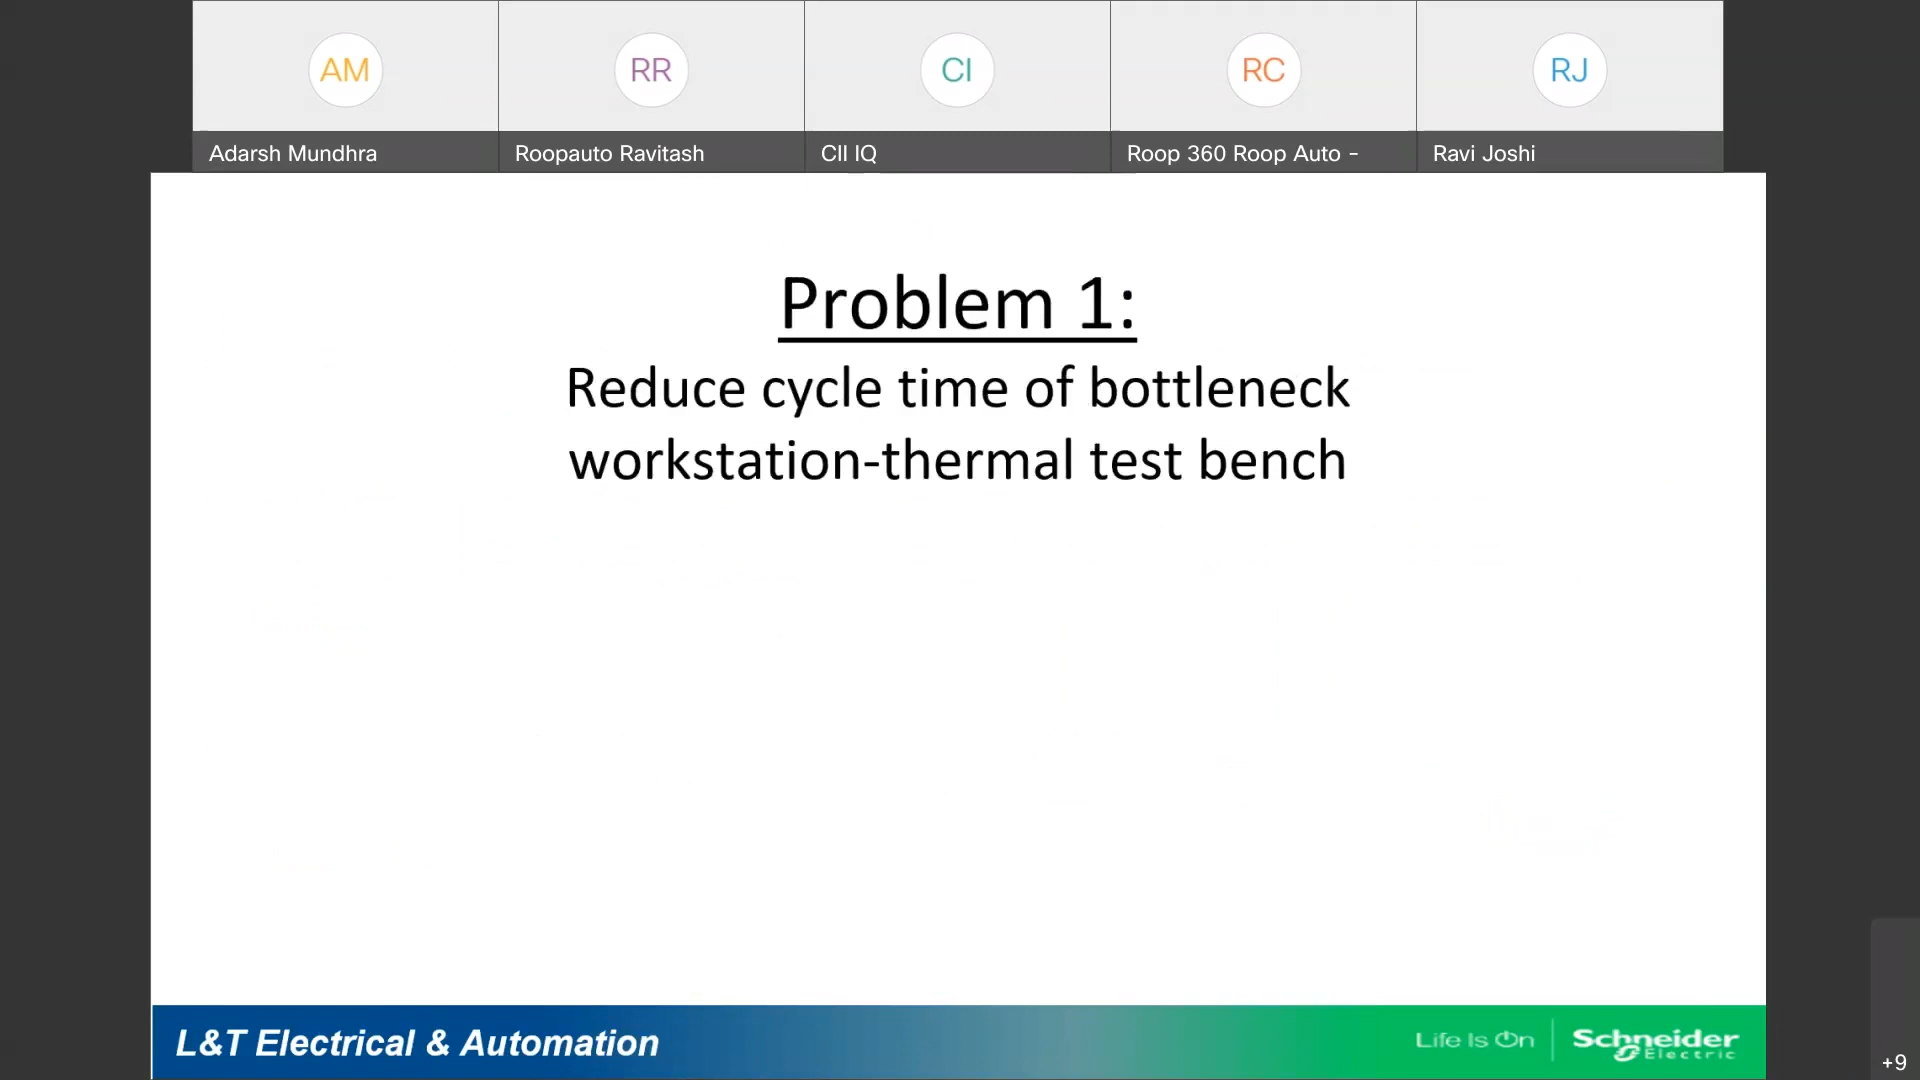 AM
RR
CI
RC
RJ
Adarsh Mundhra
Roopauto Ravitash
CII IQ
Roop 360 Roop Auto -
Ravi Joshi
Problem 1:
Reduce cycle time of bottleneck
workstation-thermal test bench
L&T Electrical & Automation
Life Is On
Schneider
Electric
+9